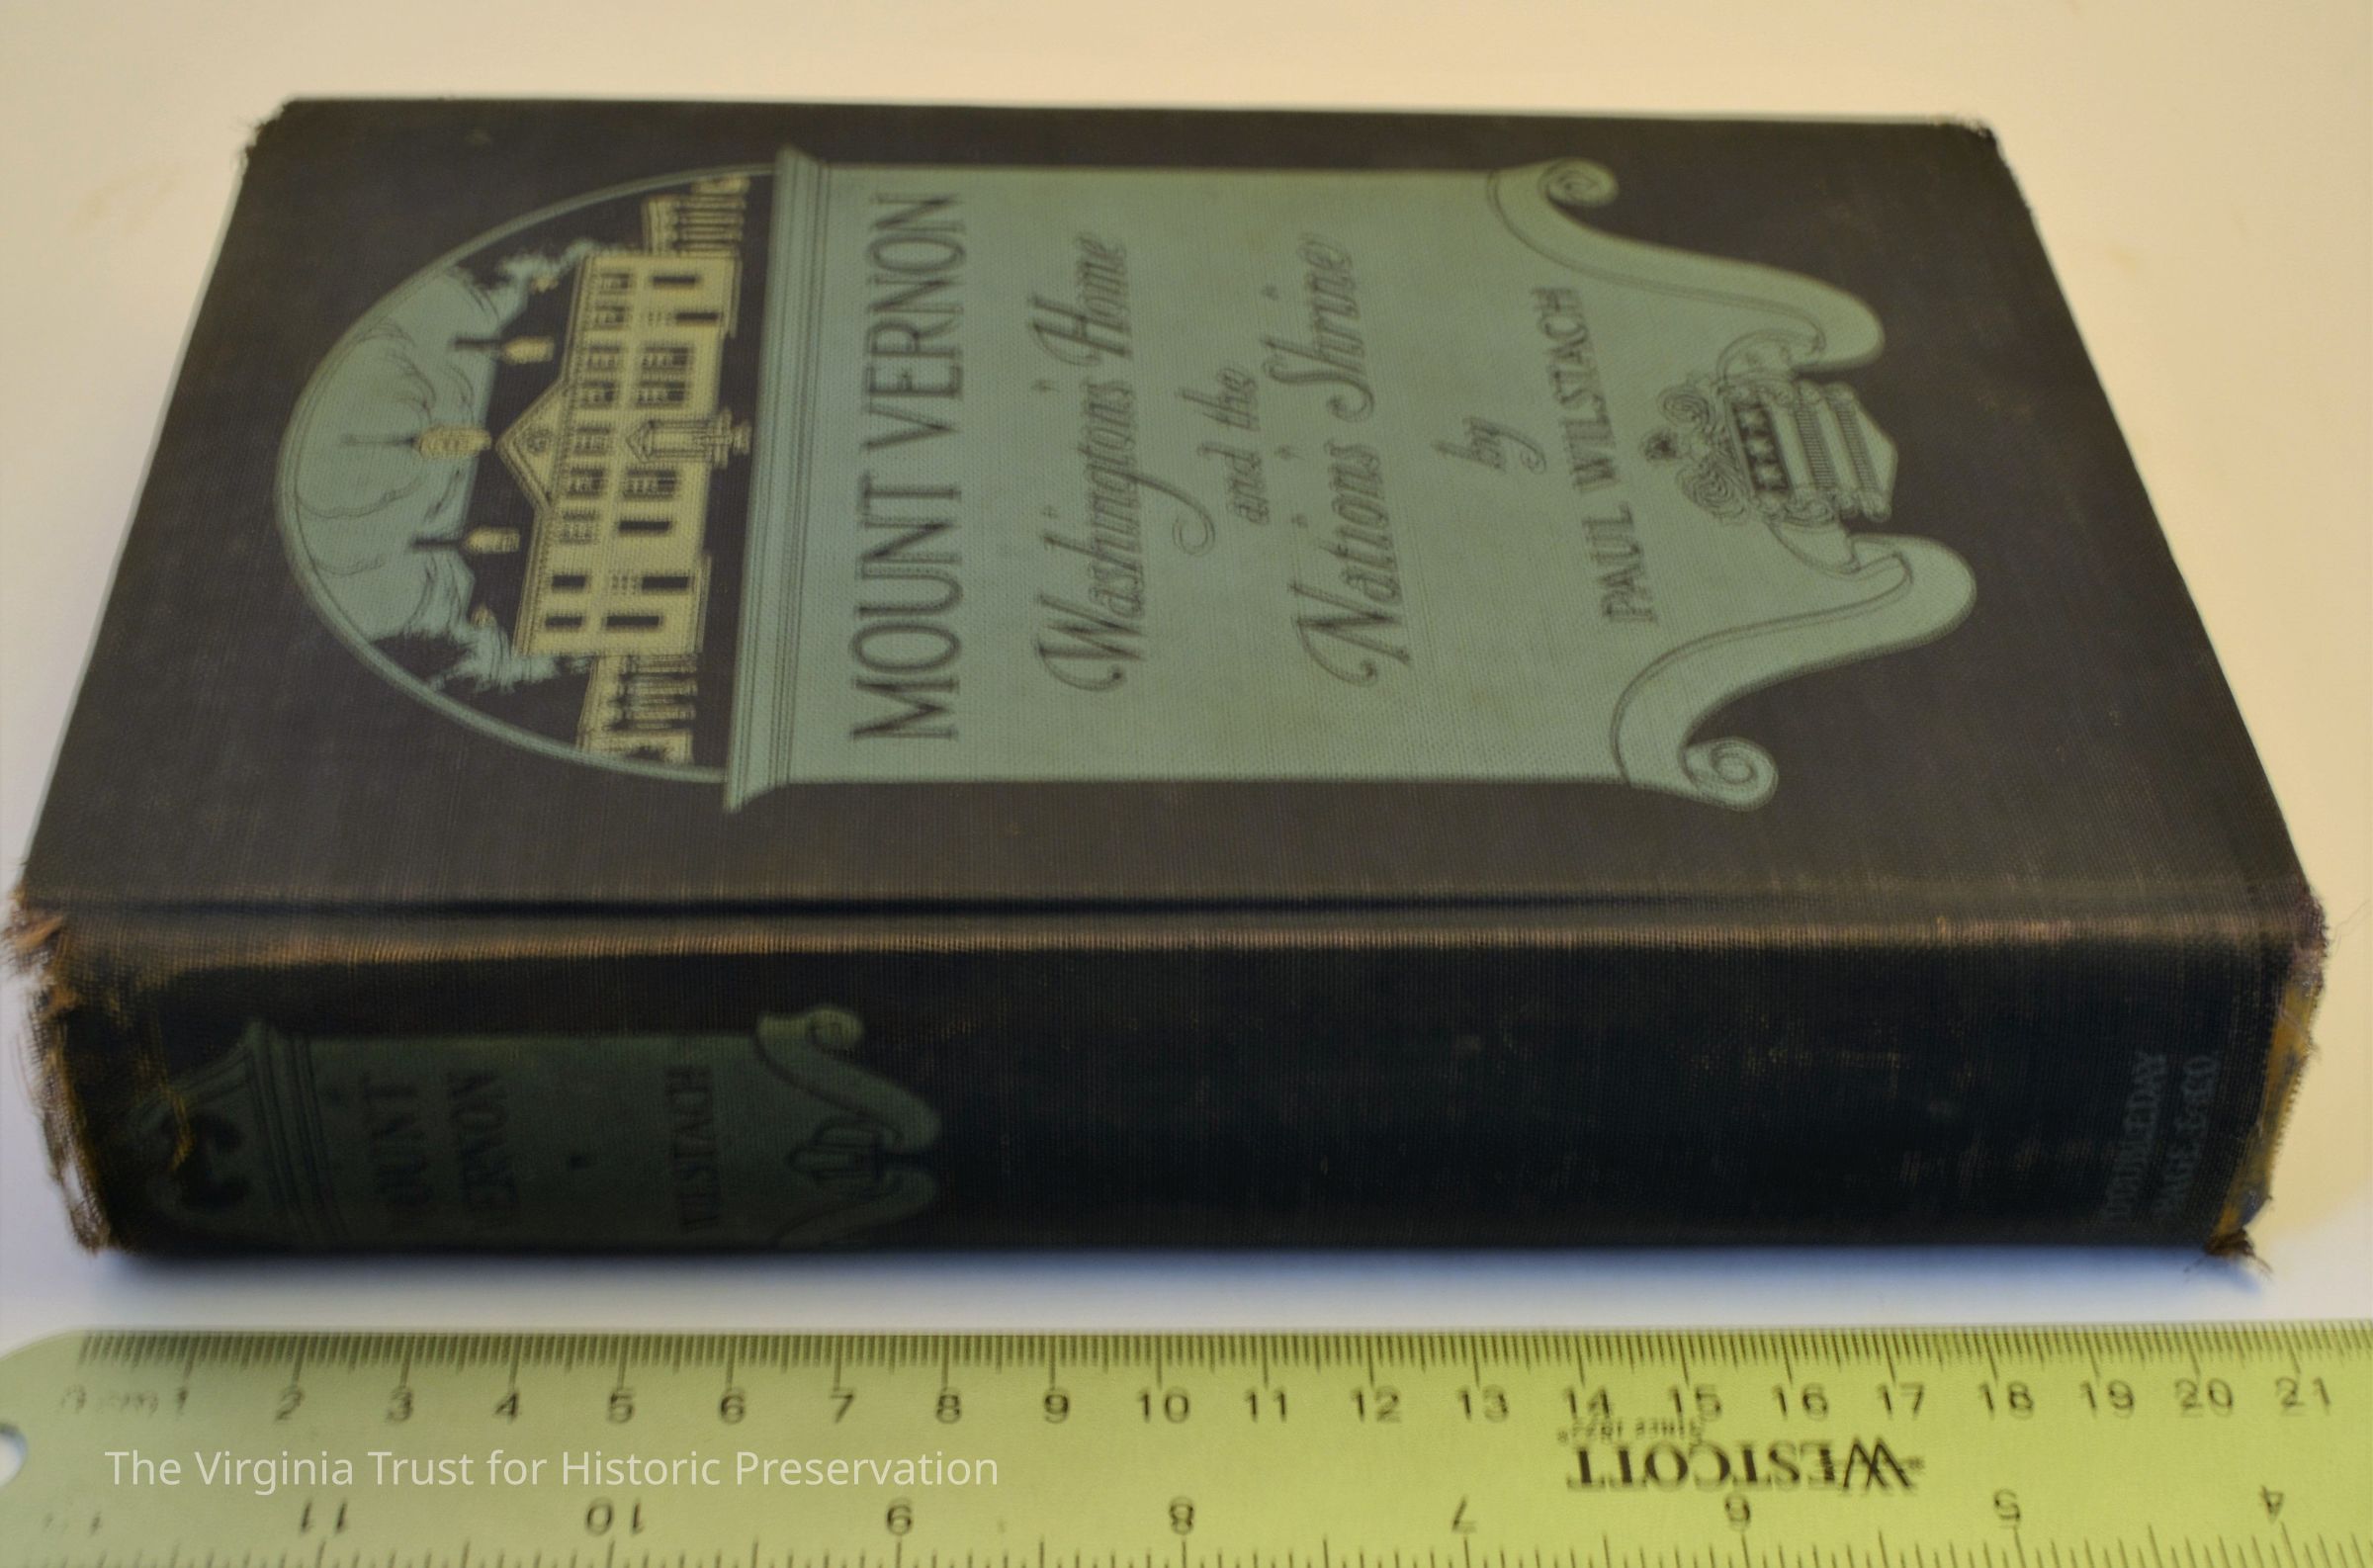 MOUNT VERNON
Washington's Home
and the
Nation's Shrine
by
PAUL WILSTACH
MOUNT
VERNON
WILSTACH
DOUBLEDAY
PAGE & CO
1 2 3 4 5 6 7 8 9 10 11 12 13 14 15 16 17 18 19 20 21
SINCE 1872
WESTCOTT
The Virginia Trust for Historic Preservation
11 10 9 8 7 6 5 4